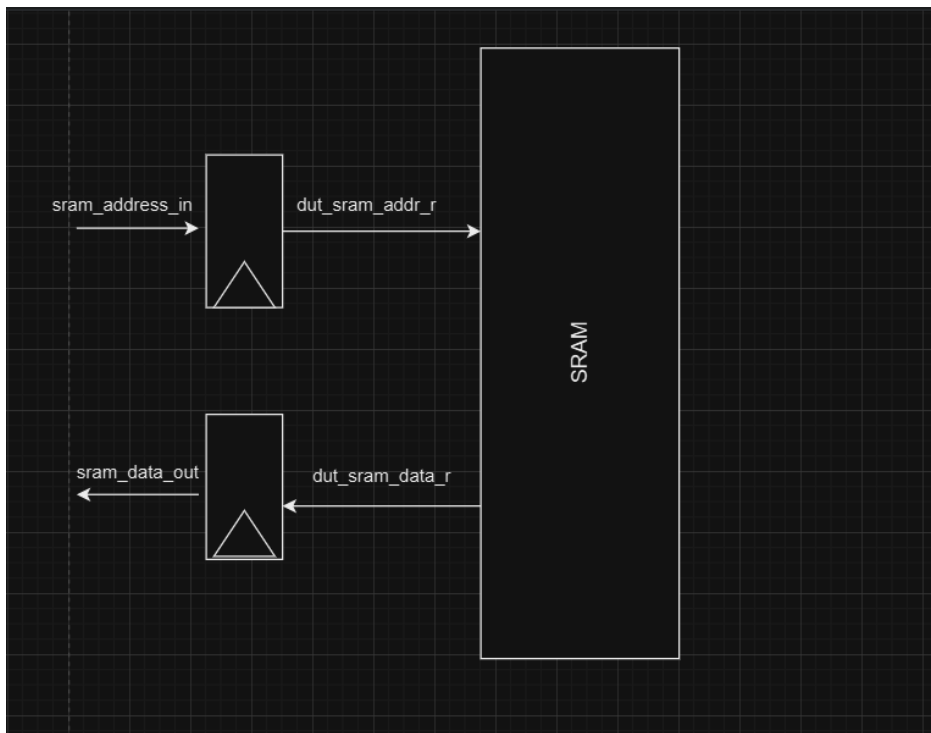 sram_address_in
dut_sram_addr_r
SRAM
sram_data_out
dut_sram_data_r